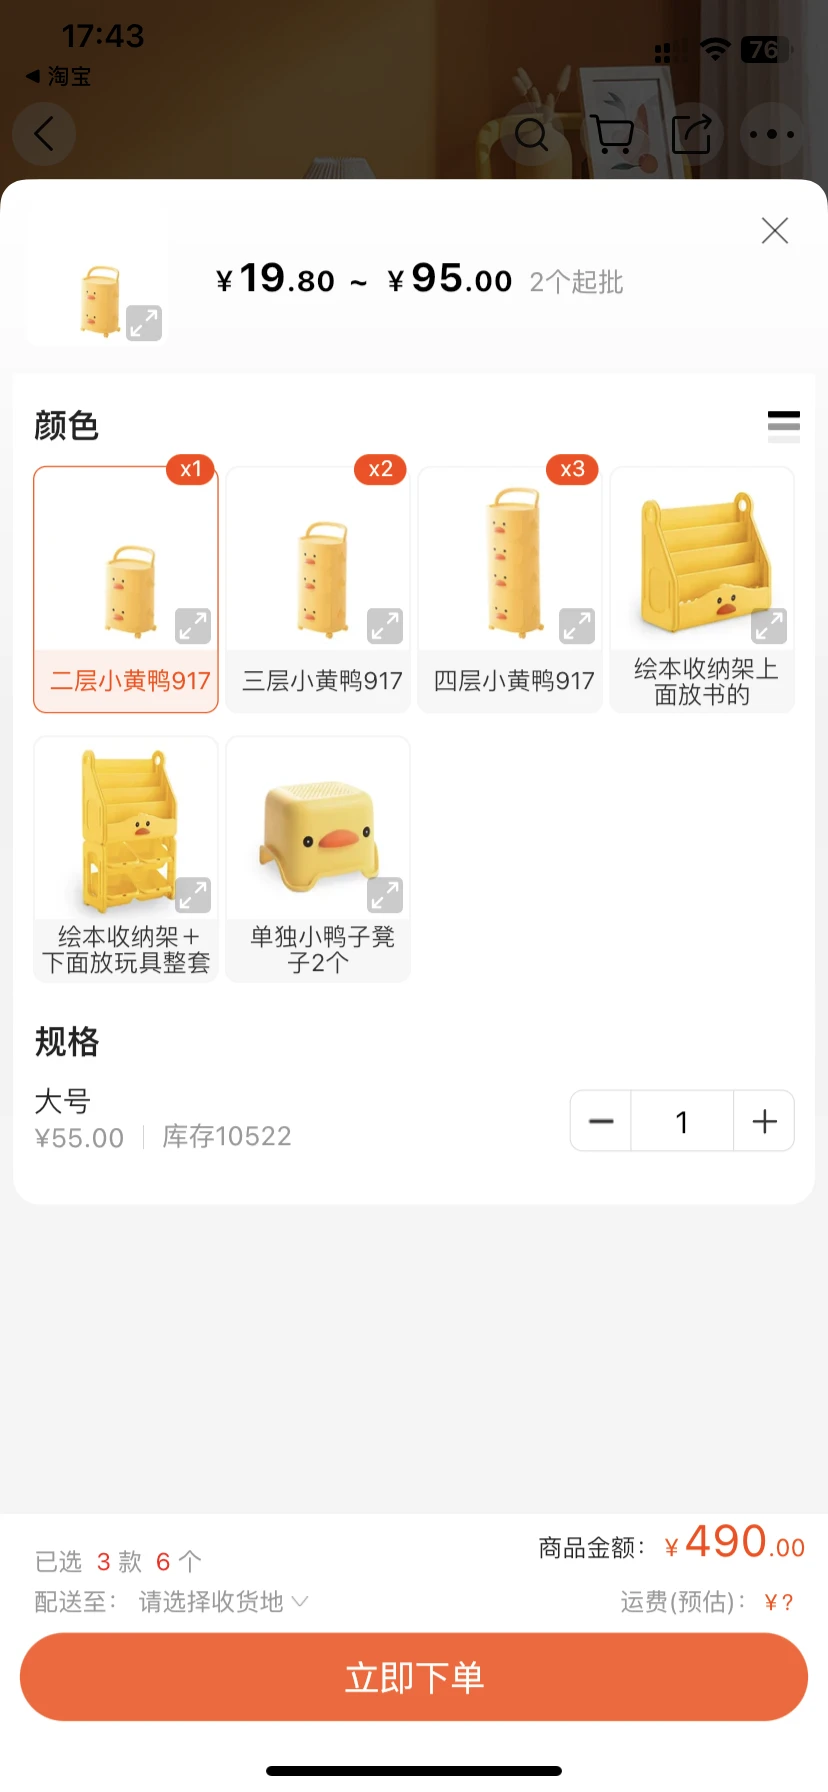 17:43
76
◀ 淘宝
¥19.80 ~ ¥95.00 2个起批
颜色
x1
x2
x3
二层小黄鸭917
三层小黄鸭917
四层小黄鸭917
绘本收纳架上
面放书的
绘本收纳架+
下面放玩具整套
单独小鸭子凳
子2个
规格
大号
¥55.00 库存10522
1
已选 3 款 6 个
商品金额: ¥490.00
配送至: 请选择收货地
运费(预估): ¥?
立即下单